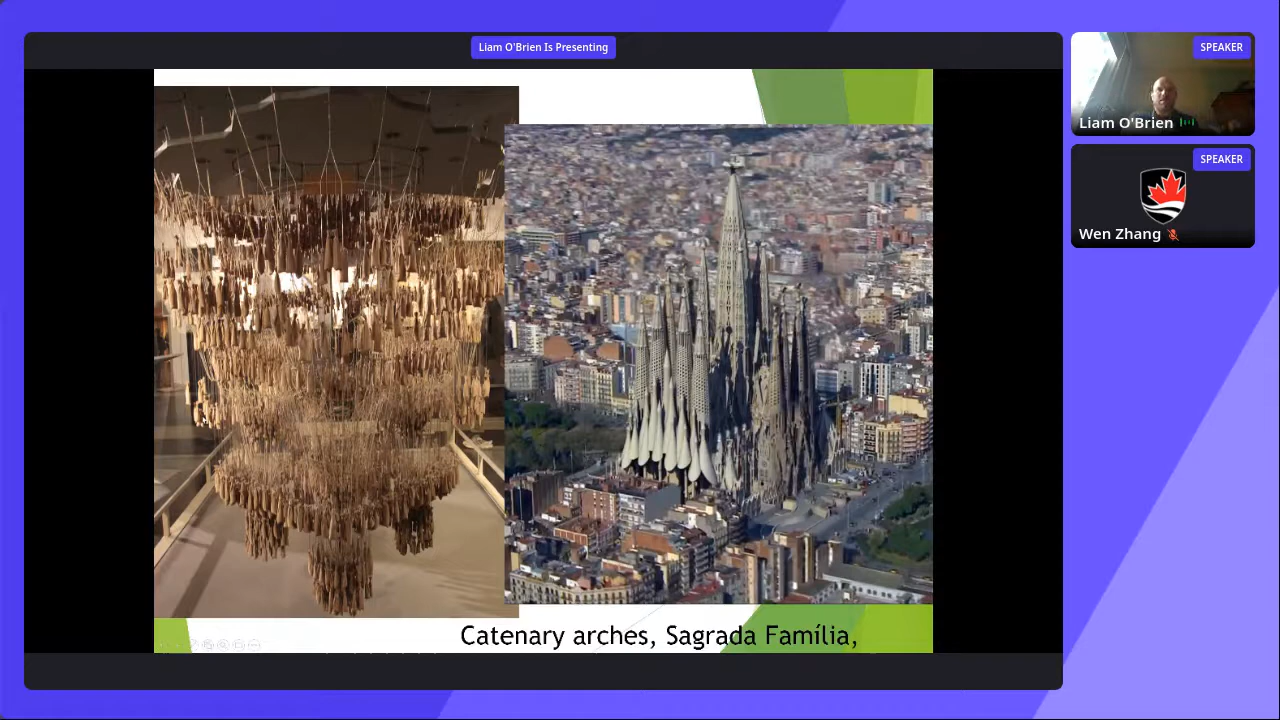 Liam O'Brien Is Presenting
SPEAKER
Liam O'Brien
SPEAKER
Wen Zhang
Catenary arches, Sagrada Família,